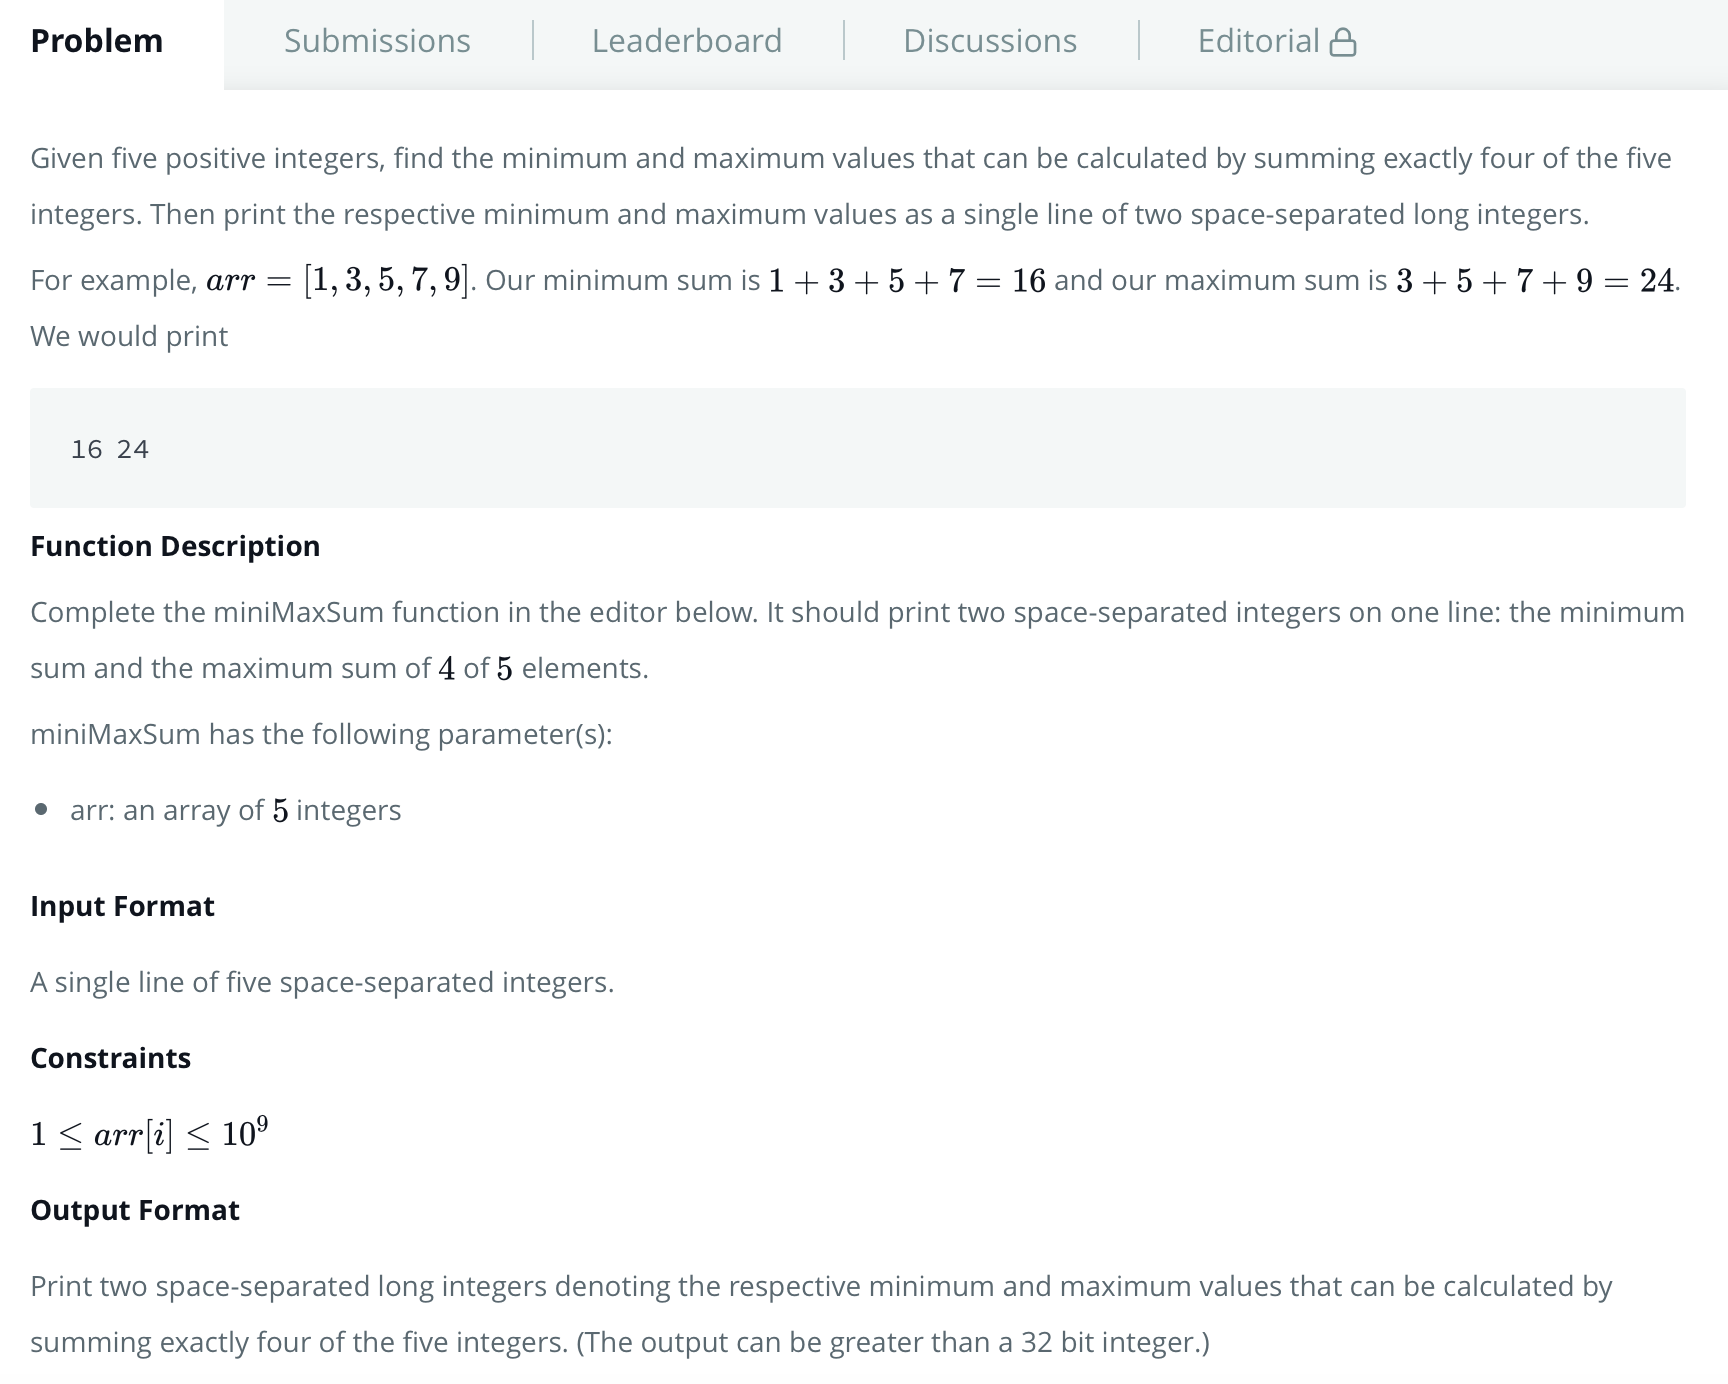 Problem
Submissions
Leaderboard
Discussions
Editorial
Given five positive integers, find the minimum and maximum values that can be calculated by summing exactly four of the five
integers. Then print the respective minimum and maximum values as a single line of two space-separated long integers.
For example, arr = [1, 3, 5, 7, 9]. Our minimum sum is 1 + 3 + 5 + 7 = 16 and our maximum sum is 3 + 5 + 7 + 9 = 24.
We would print
16 24
Function Description
Complete the miniMaxSum function in the editor below. It should print two space-separated integers on one line: the minimum
sum and the maximum sum of 4 of 5 elements.
miniMaxSum has the following parameter(s):
• arr: an array of 5 integers
Input Format
A single line of five space-separated integers.
Constraints
1 ≤ arr[i] ≤ 10⁹
Output Format
Print two space-separated long integers denoting the respective minimum and maximum values that can be calculated by
summing exactly four of the five integers. (The output can be greater than a 32 bit integer.)